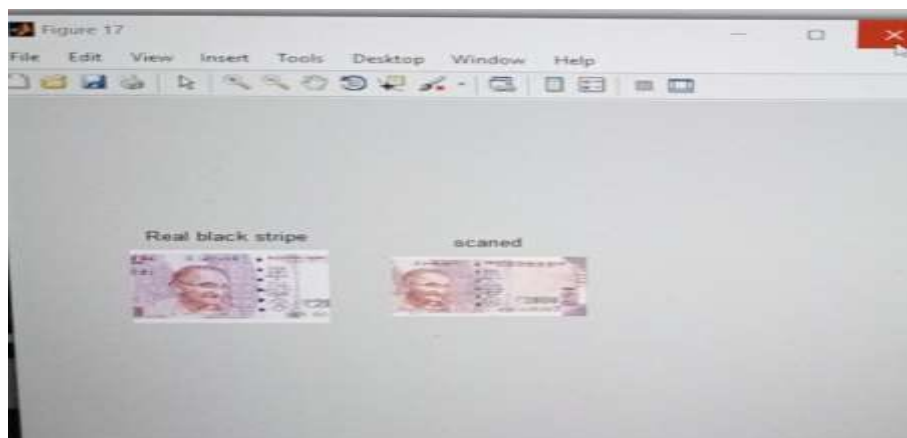 Figure 17
File Edit View Insert Tools Desktop Window Help
Real black stripe
scaned